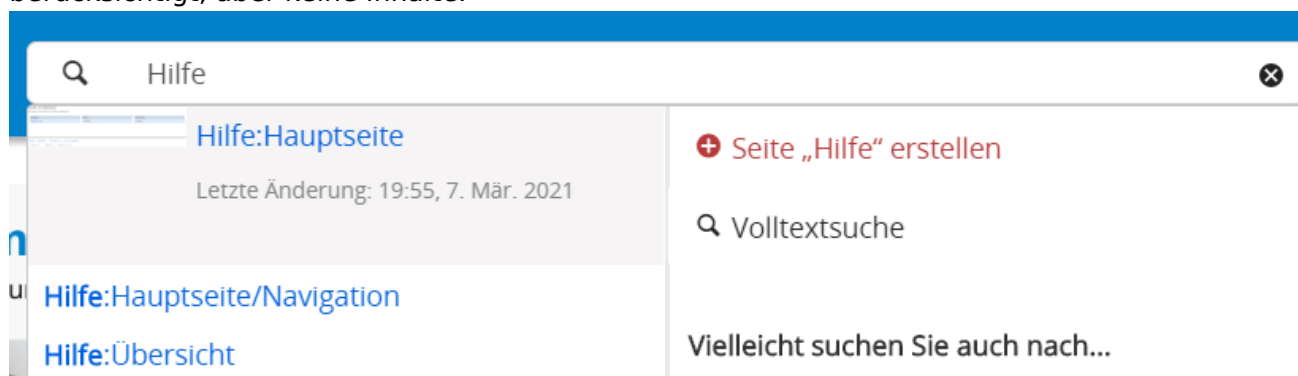 Hilfe
Hilfe:Hauptseite
Letzte Änderung: 19:55, 7. Mär. 2021
Hilfe:Hauptseite/Navigation
Hilfe:Übersicht
Seite „Hilfe“ erstellen
Volltextsuche
Vielleicht suchen Sie auch nach...